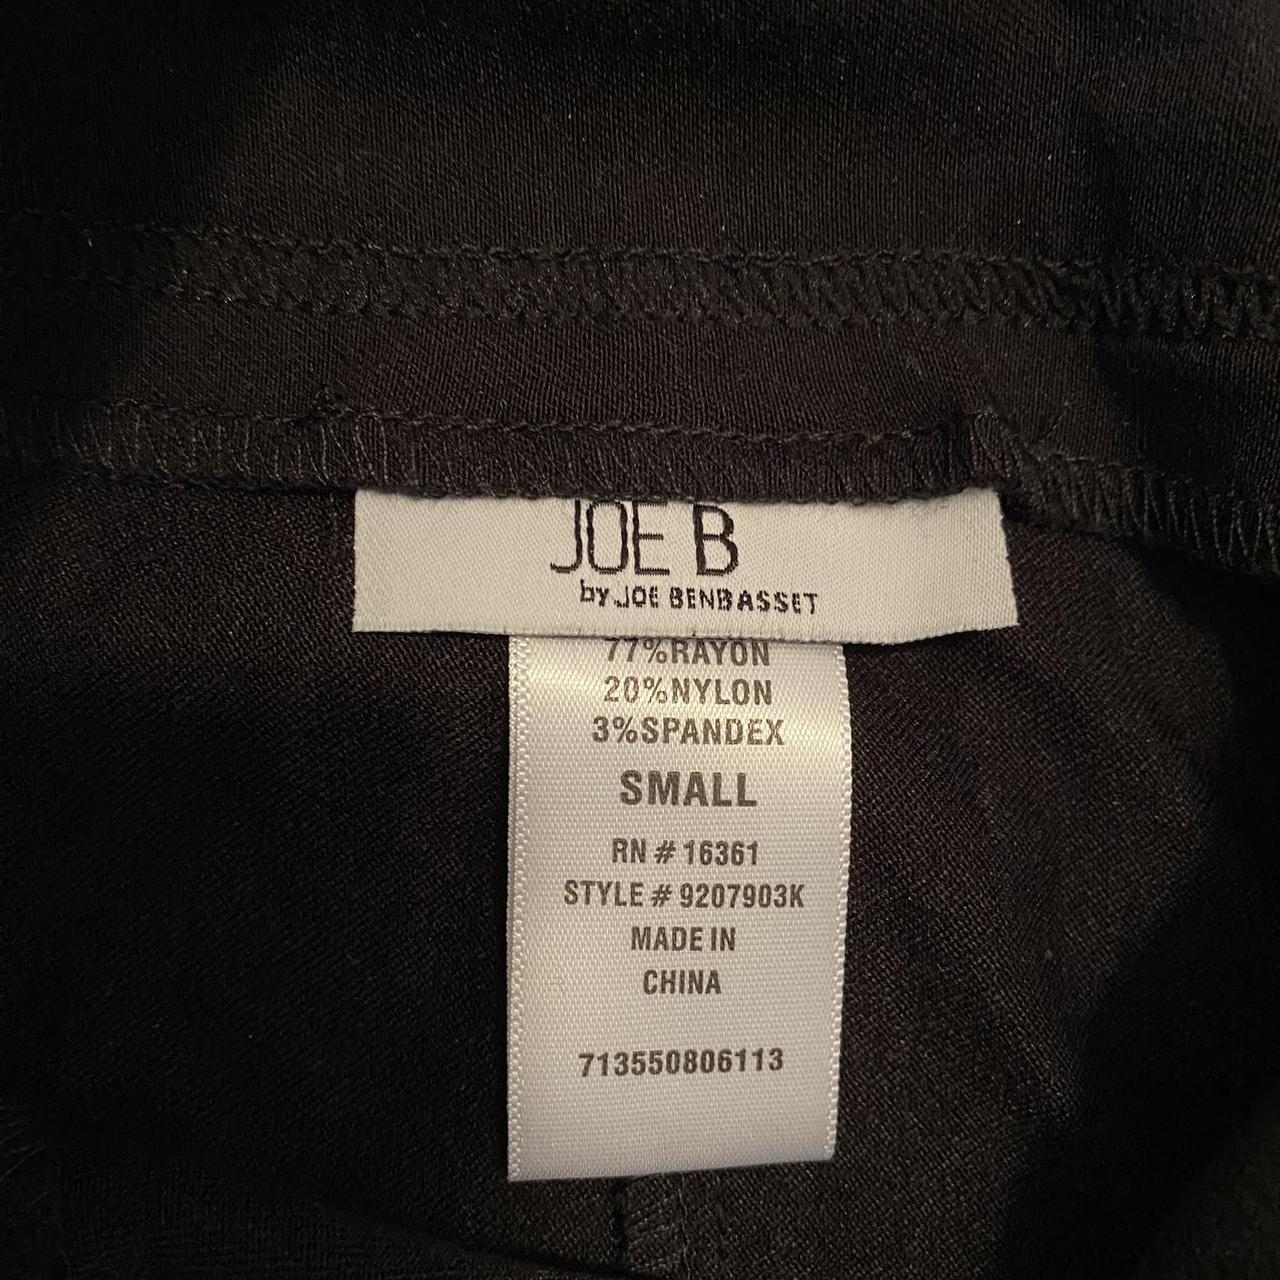 JOE B
by JOE BENBASSET
77%RAYON
20%NYLON
3%SPANDEX
SMALL
RN # 16361
STYLE # 9207903K
MADE IN
CHINA
713550806113